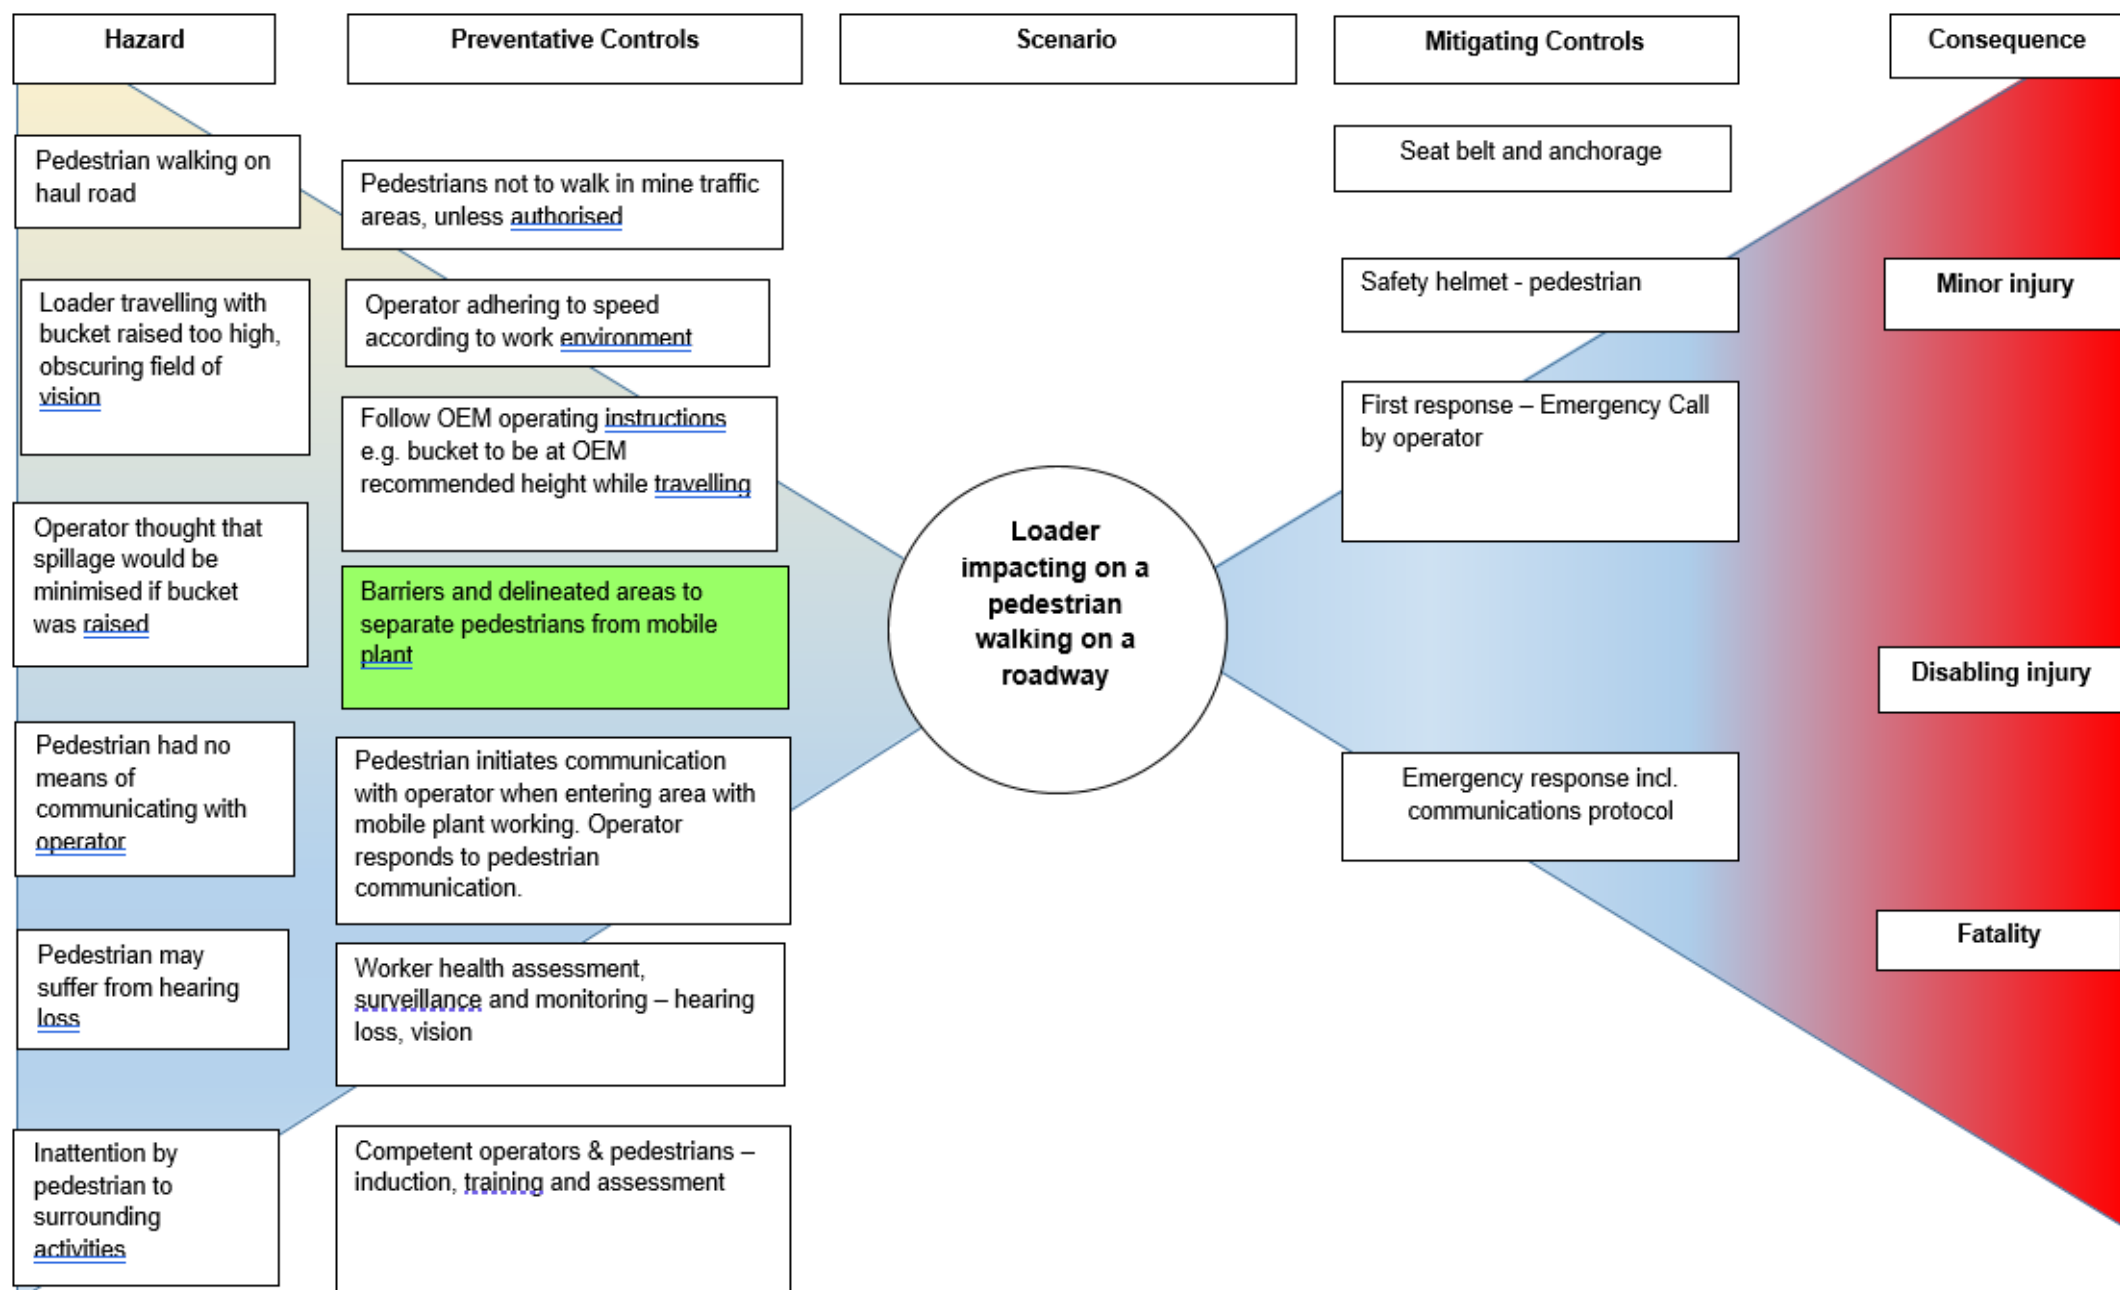 Hazard
Preventative Controls
Scenario
Mitigating Controls
Consequence
Pedestrian walking on
haul road
Loader travelling with
bucket raised too high,
obscuring field of
vision
Operator thought that
spillage would be
minimised if bucket
was raised
Pedestrian had no
means of
communicating with
operator
Pedestrian may
suffer from hearing
loss
Inattention by
pedestrian to
surrounding
activities
Pedestrians not to walk in mine traffic
areas, unless authorised
Operator adhering to speed
according to work environment
Follow OEM operating instructions
e.g. bucket to be at OEM
recommended height while travelling
Barriers and delineated areas to
separate pedestrians from mobile
plant
Pedestrian initiates communication
with operator when entering area with
mobile plant working. Operator
responds to pedestrian
communication.
Worker health assessment,
surveillance and monitoring – hearing
loss, vision
Competent operators & pedestrians –
induction, training and assessment
Loader
impacting on a
pedestrian
walking on a
roadway
Seat belt and anchorage
Safety helmet - pedestrian
First response – Emergency Call
by operator
Emergency response incl.
communications protocol
Minor injury
Disabling injury
Fatality